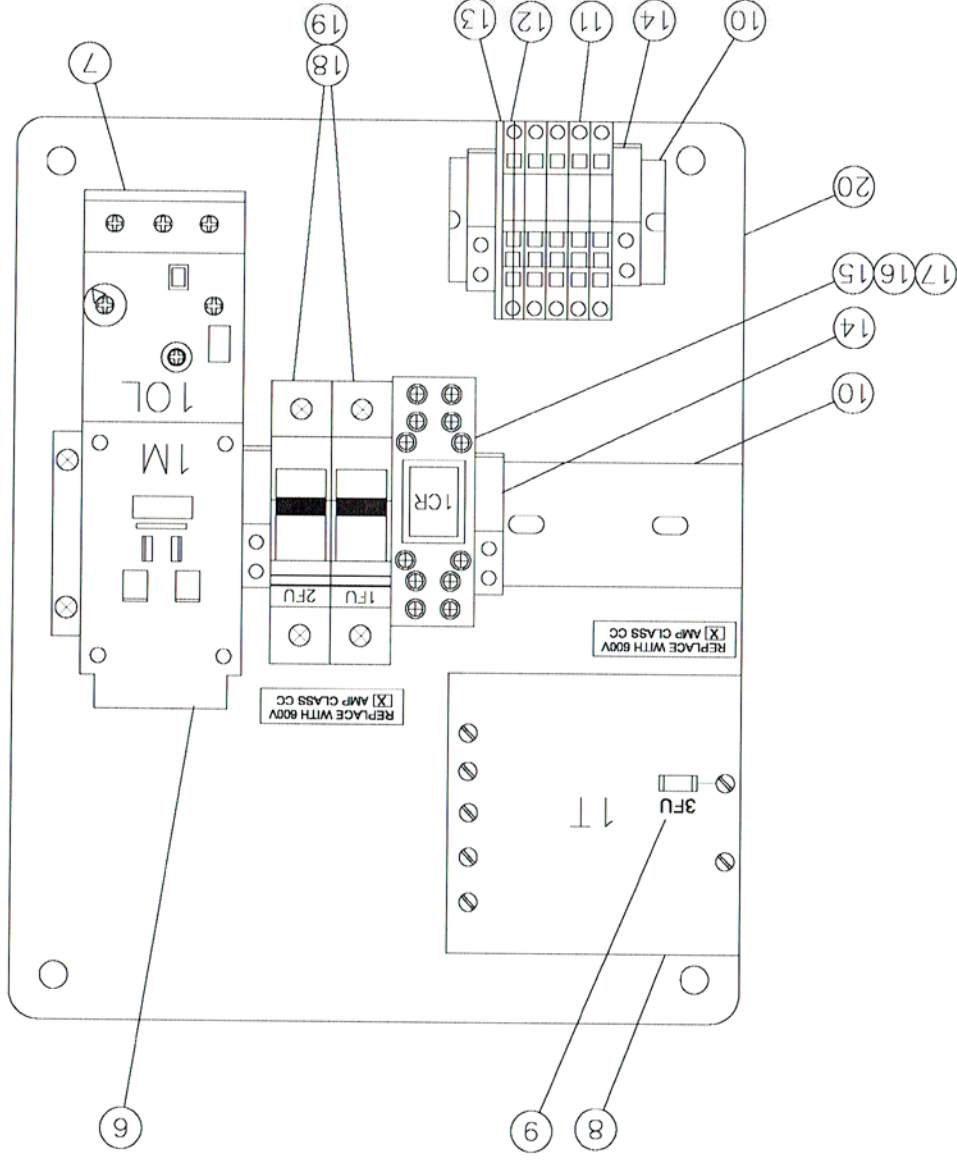 8
9
6
3FU
1T
REPLACE WITH 600V
[X] AMP CLASS CC
REPLACE WITH 600V
[X] AMP CLASS CC
1FU
2FU
1CR
1M
1OL
10
14
17 16 15
20
7
18
19
10
14
11
12
13